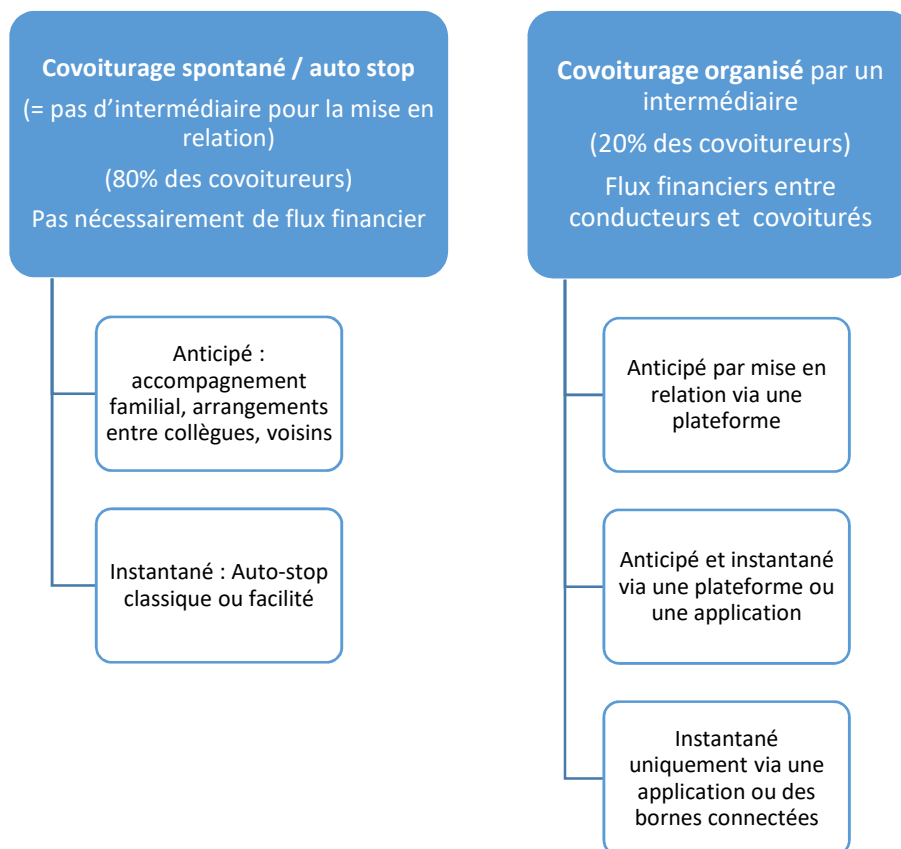 Covoiturage spontané / auto stop
(= pas d'intermédiaire pour la mise en
relation)
(80% des covoitureurs)
Pas nécessairement de flux financier
Anticipé :
accompagnement
familial, arrangements
entre collègues, voisins
Instantané : Auto-stop
classique ou facilité
Covoiturage organisé par un
intermédiaire
(20% des covoitureurs)
Flux financiers entre
conducteurs et covoiturés
Anticipé par mise en
relation via une
plateforme
Anticipé et instantané
via une plateforme ou
une application
Instantané
uniquement via une
application ou des
bornes connectées